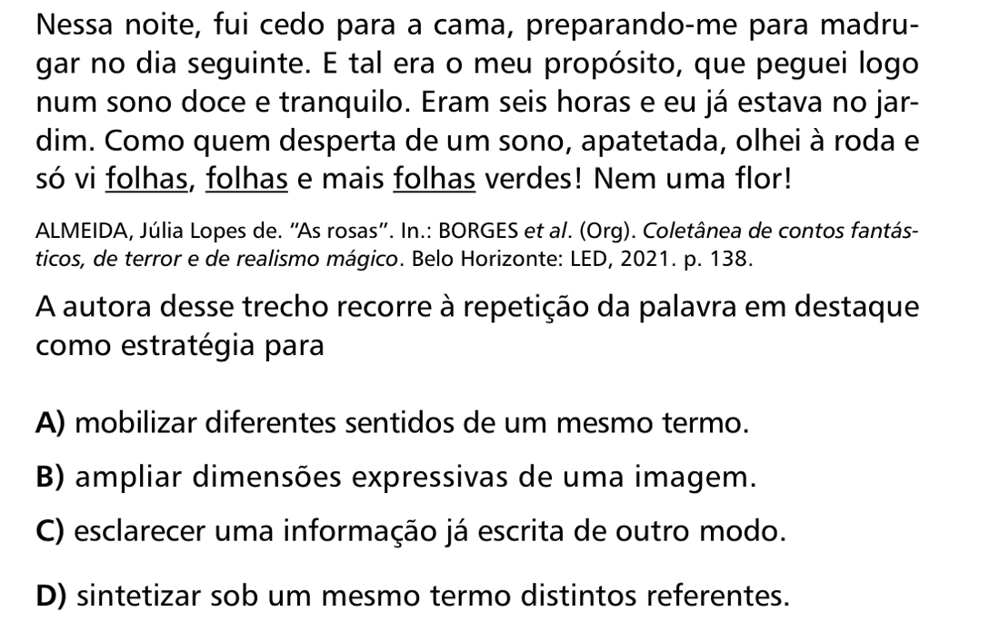 Nessa noite, fui cedo para a cama, preparando-me para madru-
gar no dia seguinte. E tal era o meu propósito, que peguei logo
num sono doce e tranquilo. Eram seis horas e eu já estava no jar-
dim. Como quem desperta de um sono, apatetada, olhei à roda e
só vi folhas, folhas e mais folhas verdes! Nem uma flor!
ALMEIDA, Júlia Lopes de. “As rosas”. In.: BORGES et al. (Org). Coletânea de contos fantás-
ticos, de terror e de realismo mágico. Belo Horizonte: LED, 2021. p. 138.
A autora desse trecho recorre à repetição da palavra em destaque
como estratégia para
A) mobilizar diferentes sentidos de um mesmo termo.
B) ampliar dimensões expressivas de uma imagem.
C) esclarecer uma informação já escrita de outro modo.
D) sintetizar sob um mesmo termo distintos referentes.